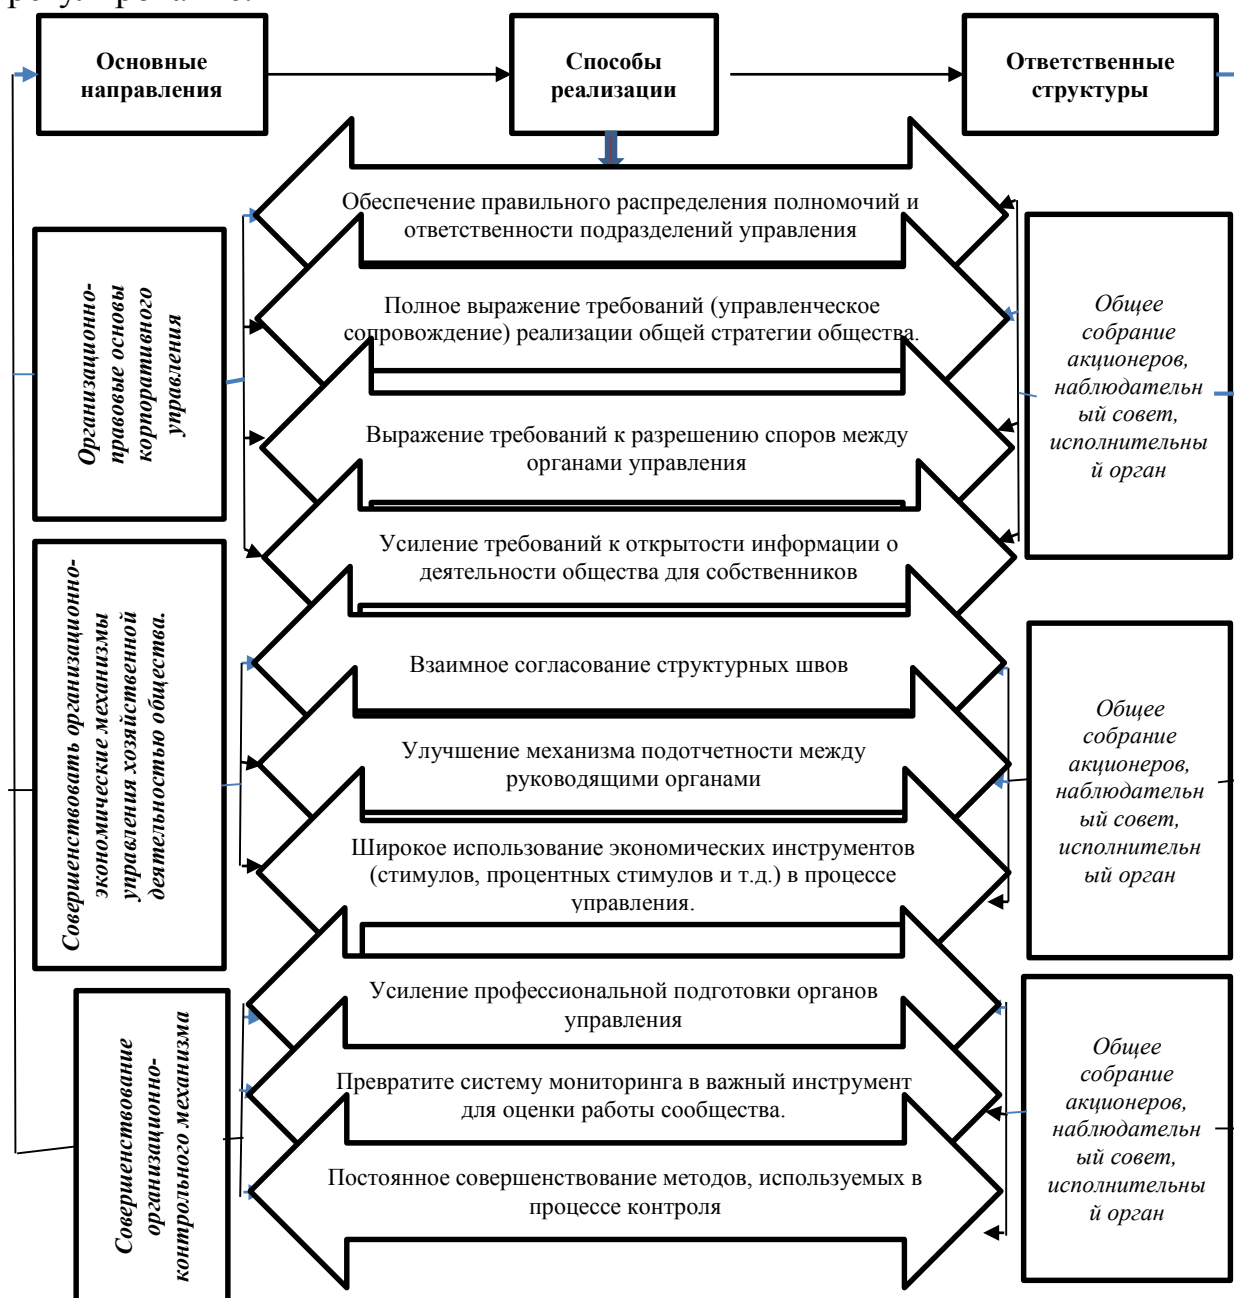 Основные
направления
Способы
реализации
Ответственные
структуры
Организационно-
правовые основы
корпоративного
управления
Обеспечение правильного распределения полномочий и
ответственности подразделений управления
Полное выражение требований (управленческое
сопровождение) реализации общей стратегии общества.
Выражение требований к разрешению споров между
органами управления
Усиление требований к открытости информации о
деятельности общества для собственников
Общее
собрание
акционеров,
наблюдательн
ый совет,
исполнительны
й орган
Совершенствовать организационно-
экономические механизмы
управления хозяйственной
деятельностью общества.
Взаимное согласование структурных швов
Улучшение механизма подотчетности между
руководящими органами
Широкое использование экономических инструментов
(стимулов, процентных стимулов и т.д.) в процессе
управления.
Общее
собрание
акционеров,
наблюдательн
ый совет,
исполнительн
ый орган
Совершенствование
организационно-
контрольного механизма
Усиление профессиональной подготовки органов
управления
Превратите систему мониторинга в важный инструмент
для оценки работы сообщества.
Постоянное совершенствование методов, используемых в
процессе контроля
Общее
собрание
акционеров,
наблюдательн
ый совет,
исполнительны
й орган